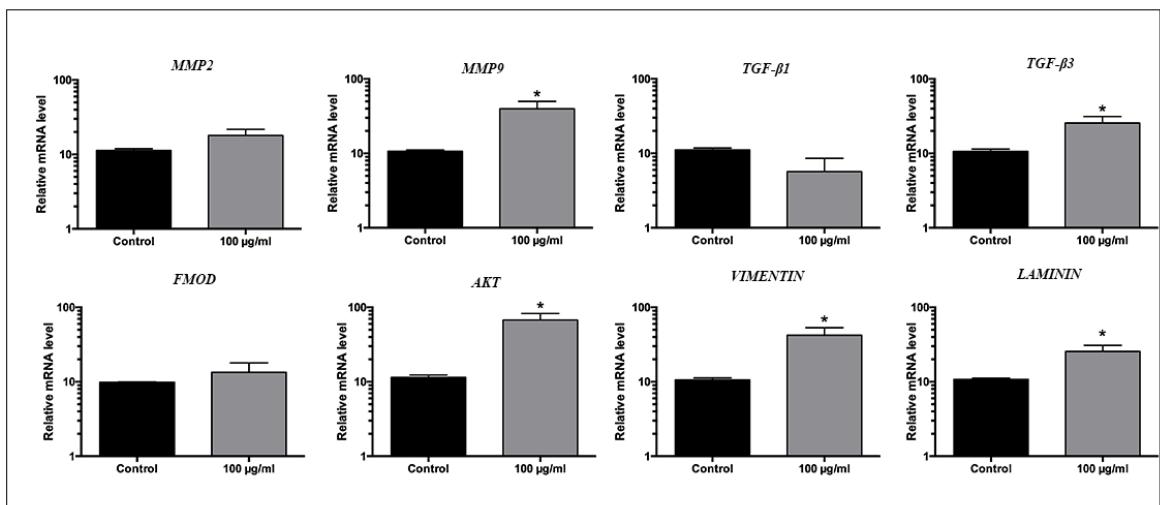 MMP2
Relative mRNA level
100
10
1
Control 100 µg/ml
MMP9
*
Relative mRNA level
100
10
1
Control 100 µg/ml
TGF-β1
Relative mRNA level
100
10
1
Control 100 µg/ml
TGF-β3
*
Relative mRNA level
100
10
1
Control 100 µg/ml
FMOD
Relative mRNA level
100
10
1
Control 100 µg/ml
AKT
*
Relative mRNA level
100
10
1
Control 100 µg/ml
VIMENTIN
*
Relative mRNA level
100
10
1
Control 100 µg/ml
LAMININ
*
Relative mRNA level
100
10
1
Control 100 µg/ml